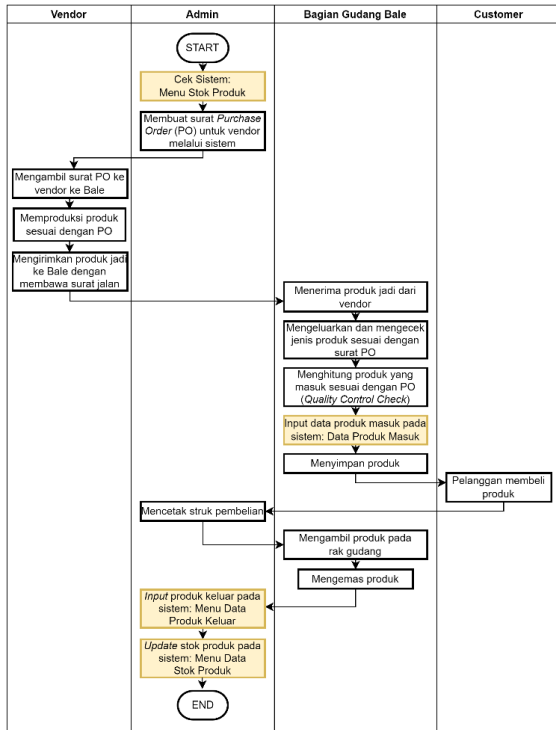 Vendor
Admin
Bagian Gudang Bale
Customer
START
Cek Sistem:
Menu Stok Produk
Membuat surat Purchase
Order (PO) untuk vendor
melalui sistem
Mengambil surat PO ke
vendor ke Bale
Memproduksi produk
sesuai dengan PO
Mengirimkan produk jadi
ke Bale dengan
membawa surat jalan
Menerima produk jadi dari
vendor
Mengeluarkan dan mengecek
jenis produk sesuai dengan
surat PO
Menghitung produk yang
masuk sesuai dengan PO
(Quality Control Check)
Input data produk masuk pada
sistem: Data Produk Masuk
Menyimpan produk
Pelanggan membeli
produk
Mencetak struk pembelian
Mengambil produk pada
rak gudang
Mengemas produk
Input produk keluar pada
sistem: Menu Data
Produk Keluar
Update stok produk pada
sistem: Menu Data
Stok Produk
END